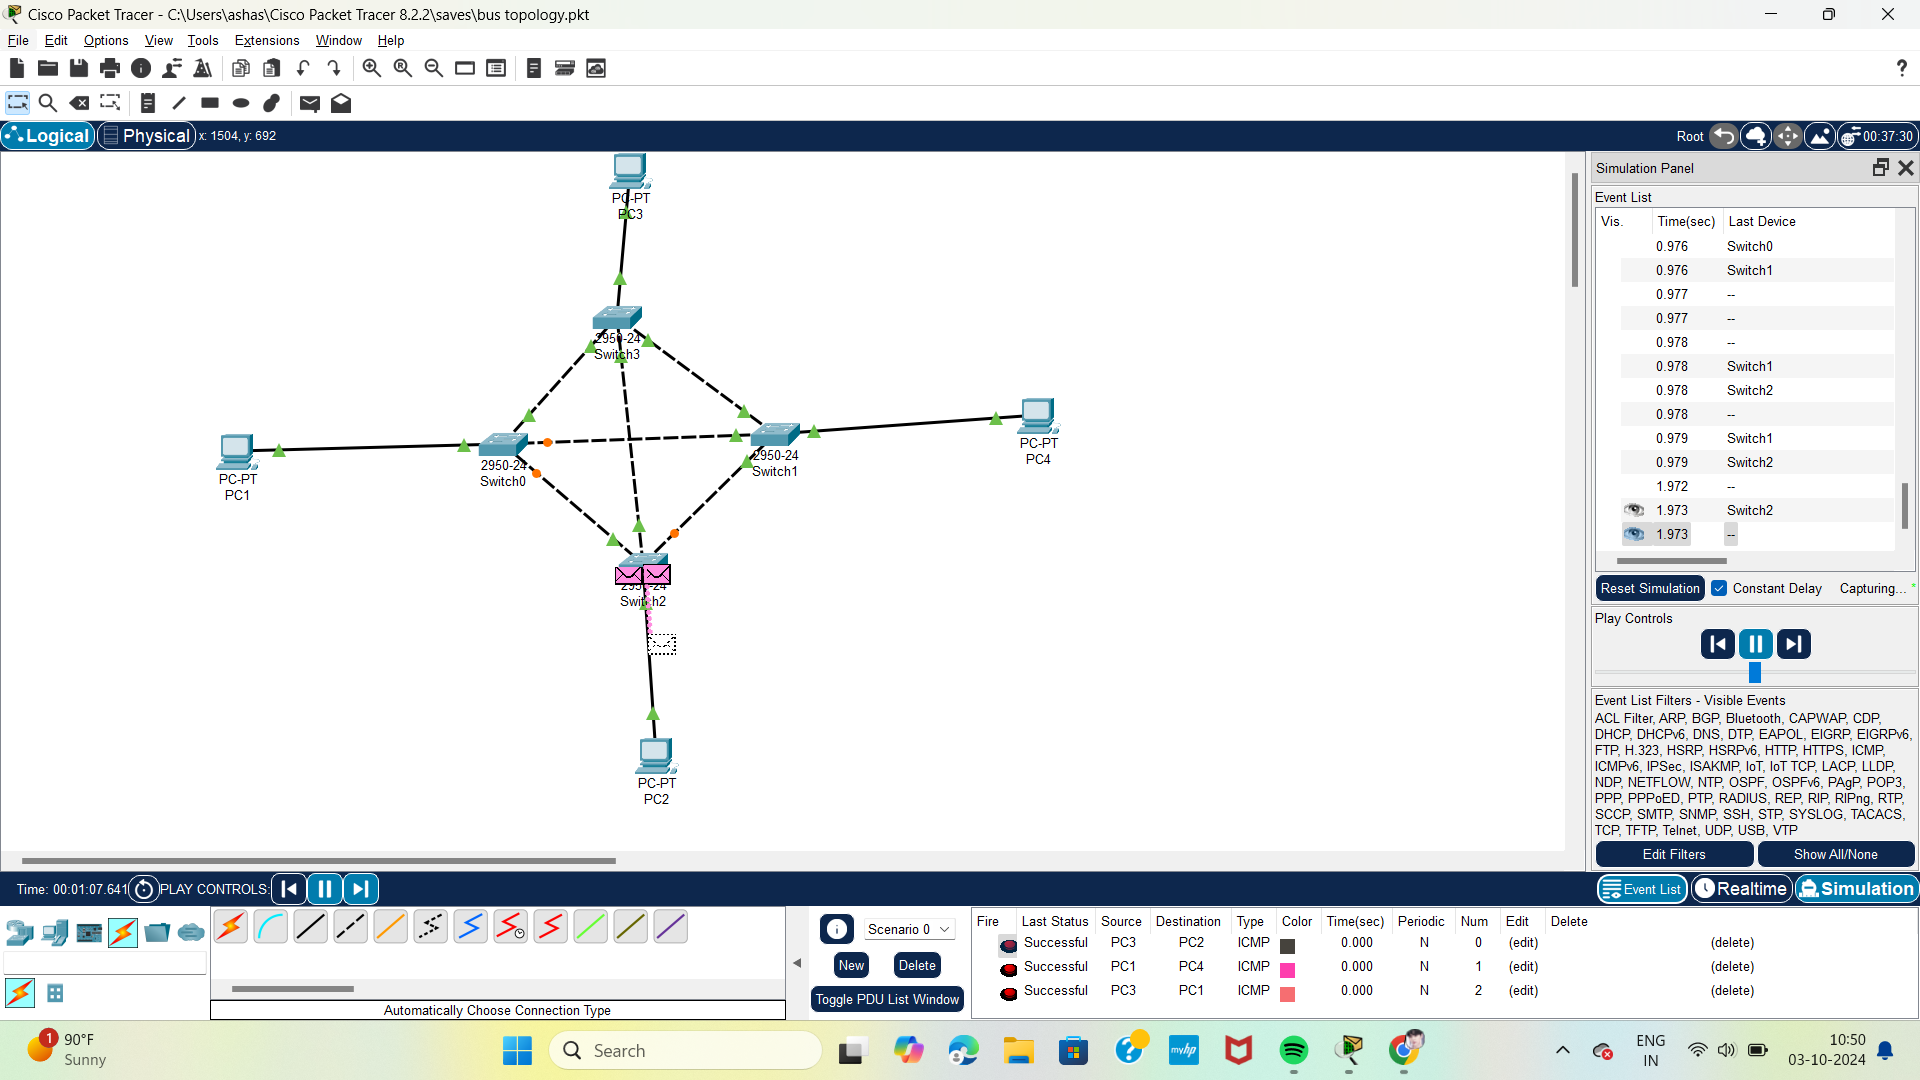 Cisco Packet Tracer - C:\Users\ashas\Cisco Packet Tracer 8.2.2\saves\bus topology.pkt
File Edit Options View Tools Extensions Window Help
?
Logical Physical x: 1504, y: 692
Root 00:37:30
PC-PT
PC3
2950-24
Switch3
PC-PT
PC4
2950-24
Switch1
2950-24
Switch0
PC-PT
PC1
2950-24
Switch2
PC-PT
PC2
Simulation Panel
Event List
Vis. Time(sec) Last Device
0.976 Switch0
0.976 Switch1
0.977 --
0.977 --
0.978 --
0.978 Switch1
0.978 Switch2
0.978 --
0.979 Switch1
0.979 Switch2
1.972 --
1.973 Switch2
1.973 --
Reset Simulation Constant Delay Capturing...
Play Controls
Event List Filters - Visible Events
ACL Filter, ARP, BGP, Bluetooth, CAPWAP, CDP,
DHCP, DHCPv6, DNS, DTP, EAPOL, EIGRP, EIGRPv6,
FTP, H.323, HSRP, HSRPv6, HTTP, HTTPS, ICMP,
ICMPv6, IPSec, ISAKMP, IoT, IoT TCP, LACP, LLDP,
NDP, NETFLOW, NTP, OSPF, OSPFv6, PAgP, POP3,
PPP, PPPoED, PTP, RADIUS, REP, RIP, RIPng, RTP,
SCCP, SMTP, SNMP, SSH, STP, SYSLOG, TACACS,
TCP, TFTP, Telnet, UDP, USB, VTP
Edit Filters Show All/None
Time: 00:01:07.641 PLAY CONTROLS:
Event List Realtime Simulation
Automatically Choose Connection Type
Scenario 0
New Delete
Toggle PDU List Window
Fire Last Status Source Destination Type Color Time(sec) Periodic Num Edit Delete
Successful PC3 PC2 ICMP 0.000 N 0 (edit) (delete)
Successful PC1 PC4 ICMP 0.000 N 1 (edit) (delete)
Successful PC3 PC1 ICMP 0.000 N 2 (edit) (delete)
1
90°F
Sunny
Search
myhp
ENG
IN
10:50
03-10-2024